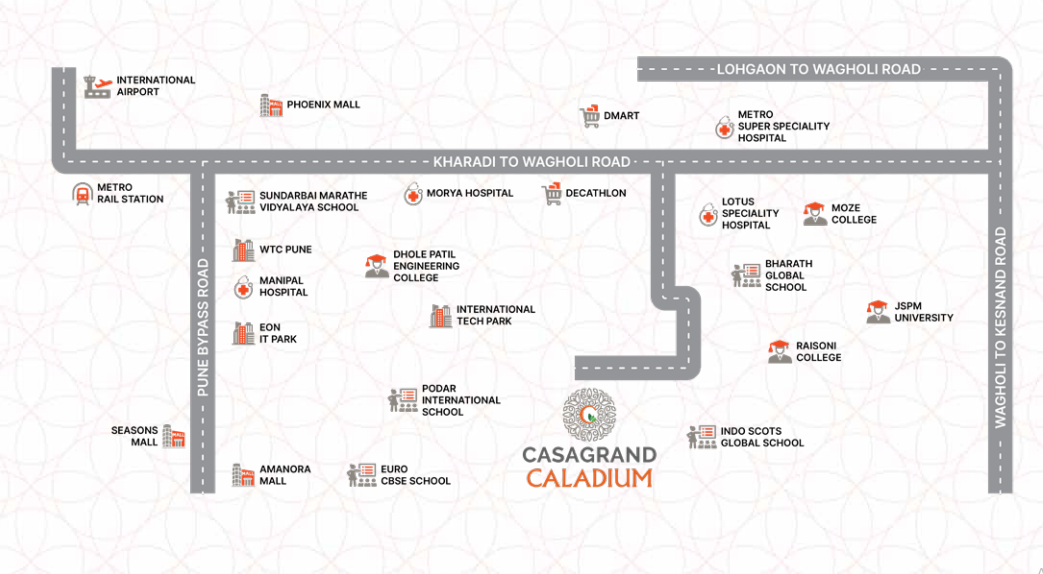 LOHGAON TO WAGHOLI ROAD
INTERNATIONAL
AIRPORT
PHOENIX MALL
DMART
METRO
SUPER SPECIALITY
HOSPITAL
KHARADI TO WAGHOLI ROAD
METRO
RAIL STATION
SUNDARBAI MARATHE
VIDYALAYA SCHOOL
MORYA HOSPITAL
DECATHLON
LOTUS
SPECIALITY
HOSPITAL
MOZE
COLLEGE
WTC PUNE
DHOLE PATIL
ENGINEERING
COLLEGE
BHARATH
GLOBAL
SCHOOL
MANIPAL
HOSPITAL
INTERNATIONAL
TECH PARK
JSPM
UNIVERSITY
EON
IT PARK
RAISONI
COLLEGE
PUNE BYPASS ROAD
WAGHOLI TO KESNAND ROAD
PODAR
INTERNATIONAL
SCHOOL
SEASONS
MALL
INDO SCOTS
GLOBAL SCHOOL
CASAGRAND
CALADIUM
AMANORA
MALL
EURO
CBSE SCHOOL